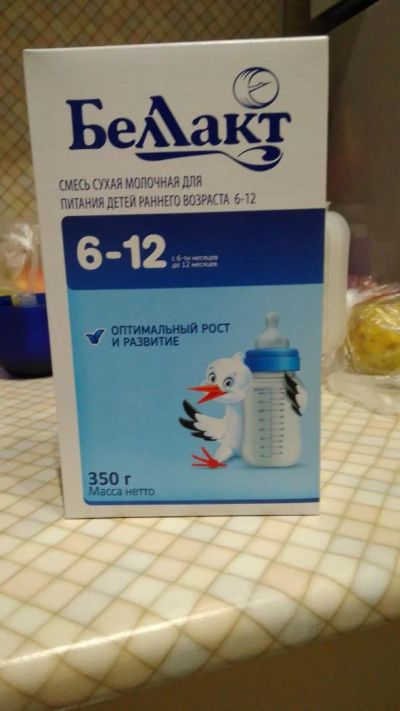 Беллакт
СМЕСЬ СУХАЯ МОЛОЧНАЯ ДЛЯ
ПИТАНИЯ ДЕТЕЙ РАННЕГО ВОЗРАСТА 6-12
6-12
с 6-ти месяцев
до 12 месяцев
ОПТИМАЛЬНЫЙ РОСТ
И РАЗВИТИЕ
350 г
Масса нетто